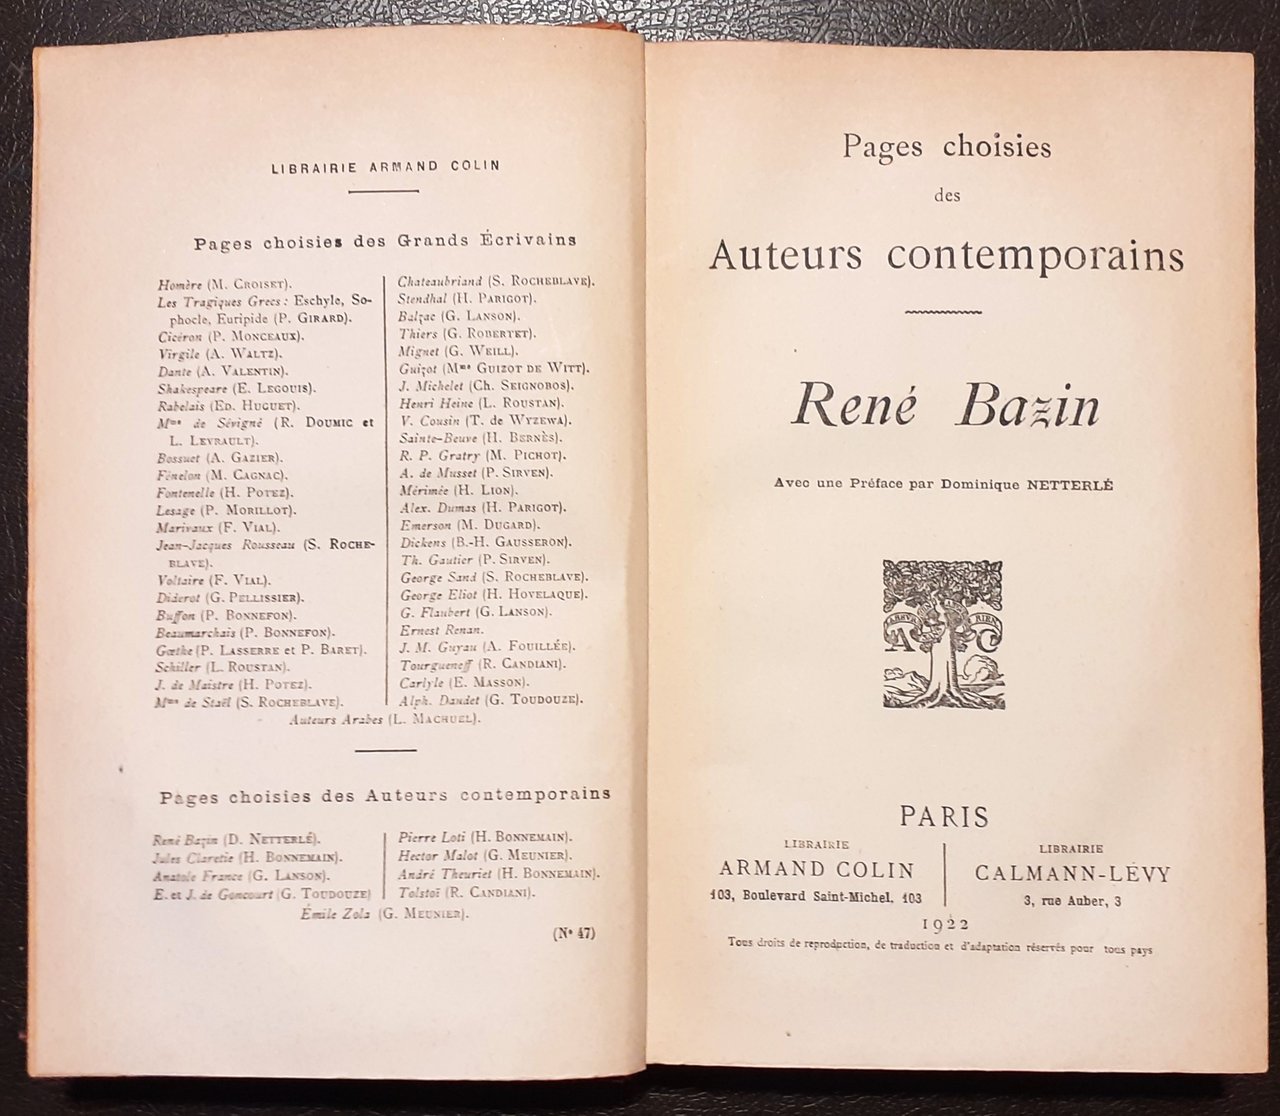 LIBRAIRIE ARMAND COLIN
Pages choisies des Grands Écrivains
Homère (M. CROISET).
Les Tragiques Grecs : Eschyle, So-
phocle, Euripide (P. GIRARD).
Cicéron (P. MONCEAUX).
Virgile (A. WALTZ).
Dante (A. VALENTIN).
Shakespeare (E. LEGOUIS).
Rabelais (ED. HUGUET).
Mme de Sévigné (R. DOUMIC et
L. LEVRAULT).
Bossuet (A. GAZIER).
Fénelon (M. CAGNAC).
Fontenelle (H. POTEZ).
Lesage (P. MORILLOT).
Marivaux (F. VIAL).
Jean-Jacques Rousseau (S. ROCHE-
BLAVE).
Voltaire (F. VIAL).
Diderot (G. PELLISSIER).
Buffon (P. BONNEFON).
Beaumarchais (P. BONNEFON).
Gœthe (P. LASSERRE et P. BARET).
Schiller (L. ROUSTAN).
J. de Maistre (H. POTEZ).
Mme de Staël (S. ROCHEBLAVE).
Chateaubriand (S. ROCHEBLAVE).
Stendhal (H. PARIGOT).
Balzac (G. LANSON).
Thiers (G. ROBERTET).
Mignet (G. WEILL).
Guizot (Mme GUIZOT DE WITT).
J. Michelet (CH. SEIGNOBOS).
Henri Heine (L. ROUSTAN).
V. Cousin (T. DE WYZEWA).
Sainte-Beuve (H. BERNÈS).
R. P. Gratry (M. PICHOT).
A. de Musset (P. SIRVEN).
Mérimée (H. LION).
Alex. Dumas (H. PARIGOT).
Emerson (M. DUGARD).
Dickens (B.-H. GAUSSERON).
Th. Gautier (P. SIRVEN).
George Sand (S. ROCHEBLAVE).
George Eliot (H. HOVELAQUE).
G. Flaubert (G. LANSON).
Ernest Renan.
J. M. Guyau (A. FOUILLÉE).
Tourgueneff (R. CANDIANI).
Carlyle (E. MASSON).
Alph. Daudet (G. TOUDOUZE).
Auteurs Arabes (L. MACHUEL).
Pages choisies des Auteurs contemporains
René Bazin (D. NETTERLÉ).
Jules Claretie (H. BONNEMAIN).
Anatole France (G. LANSON).
E. et J. de Goncourt (G. TOUDOUZE)
Pierre Loti (H. BONNEMAIN).
Hector Malot (G. MEUNIER).
André Theuriet (H. BONNEMAIN).
Tolstoï (R. CANDIANI).
Émile Zola (G. MEUNIER).
(No 47)
Pages choisies
des
Auteurs contemporains
René Bazin
Avec une Préface par Dominique NETTERLÉ
RIEN
A C
PARIS
LIBRAIRIE
ARMAND COLIN
103, Boulevard Saint-Michel, 103
LIBRAIRIE
CALMANN-LÉVY
3, rue Auber, 3
1922
Tous droits de reproduction, de traduction et d'adaptation réservés pour tous pays